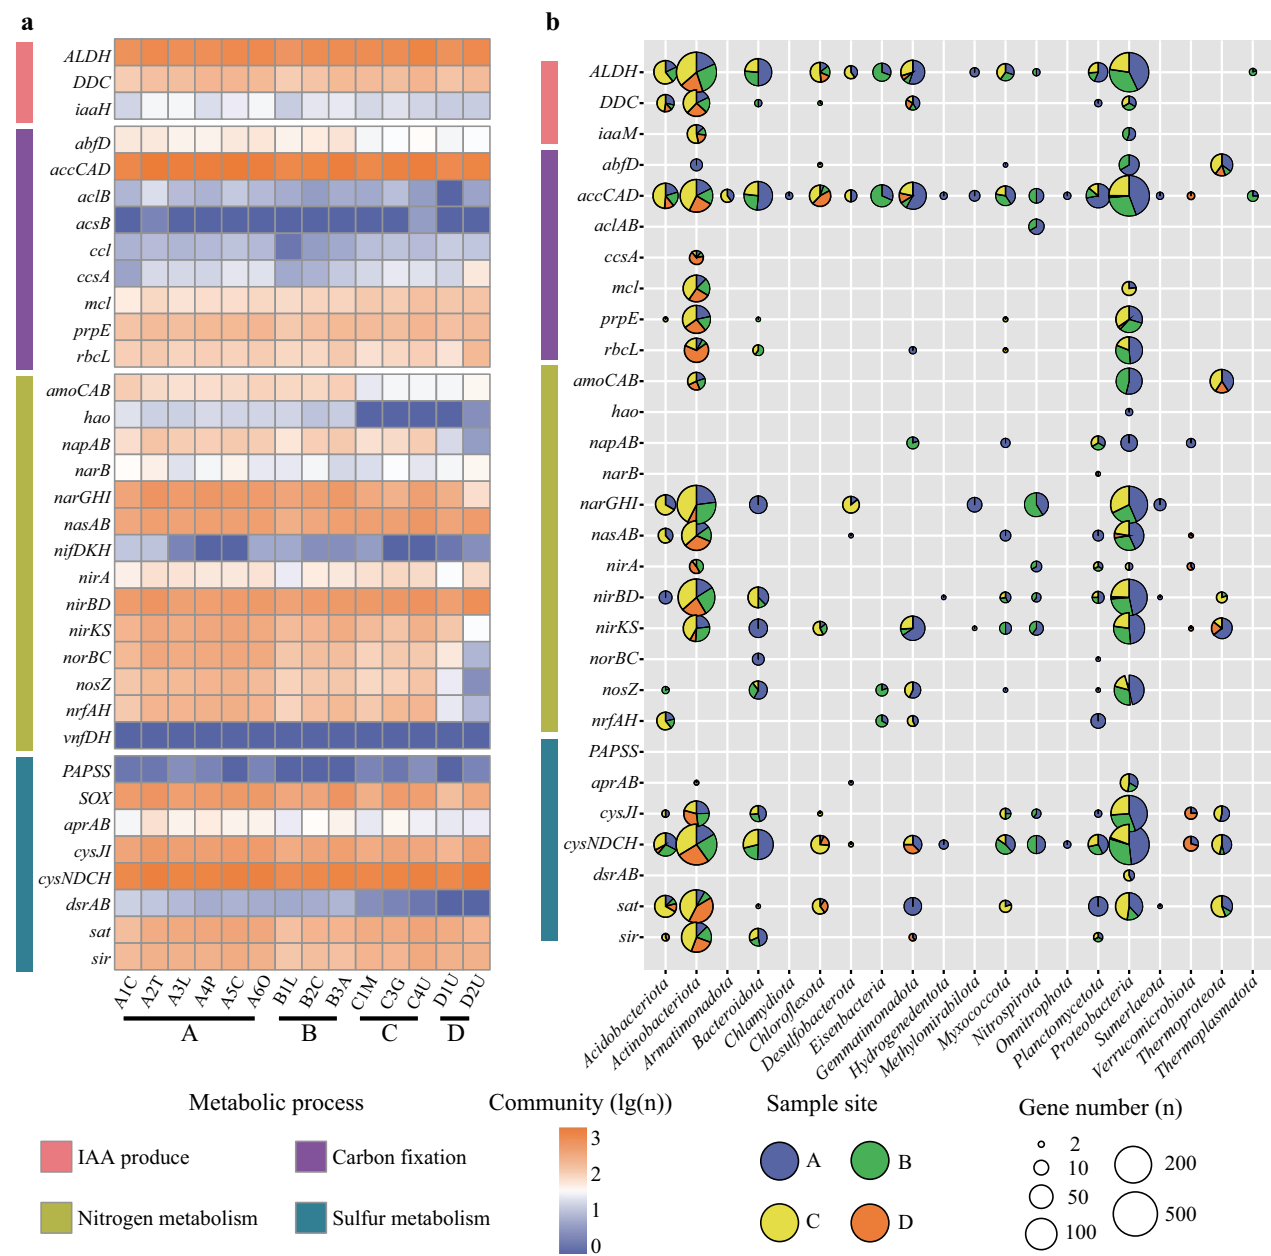 a
ALDH
DDC
iaaH
abfD
accCAD
aclB
acsB
ccl
ccsA
mcl
prpE
rbcL
amoCAB
hao
napAB
narB
narGHI
nasAB
nifDKH
nirA
nirBD
nirKS
norBC
nosZ
nrfAH
vnfDH
PAPSS
SOX
aprAB
cysJI
cysNDCH
dsrAB
sat
sir
A1C A2T A3L A4P A5C A6O B1L B2C B3A C1M C3G C4U D1U D2U
A B C D
b
ALDH
DDC
iaaM
abfD
accCAD
aclAB
ccsA
mcl
prpE
rbcL
amoCAB
hao
napAB
narB
narGHI
nasAB
nirA
nirBD
nirKS
norBC
nosZ
nrfAH
PAPSS
aprAB
cysJI
cysNDCH
dsrAB
sat
sir
Acidobacteriota
Actinobacteriota
Armatimonadota
Bacteroidota
Chlamydiota
Chloroflexota
Desulfobacterota
Eisenbacteria
Gemmatimonadota
Hydrogenedentota
Methylomirabilota
Myxococcota
Nitrospirota
Omnitrophota
Planctomycetota
Proteobacteria
Sumerlaeota
Verrucomicrobiota
Thermoproteota
Thermoplasmatota
Metabolic process
IAA produce
Carbon fixation
Nitrogen metabolism
Sulfur metabolism
Community (lg(n))
3
2
1
0
Sample site
A B
C D
Gene number (n)
2
10
50
100
200
500